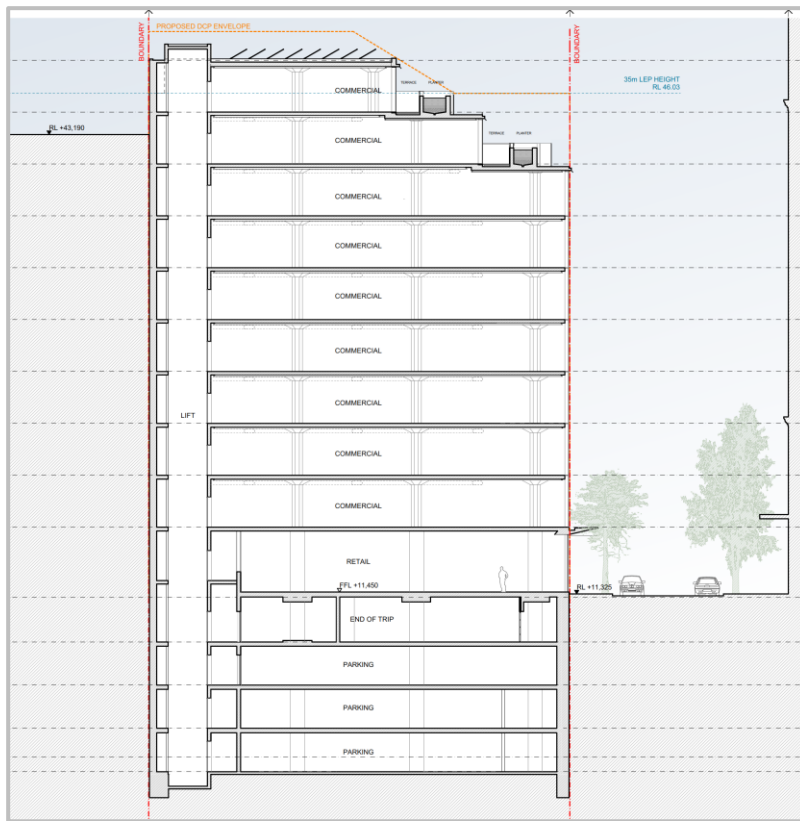 PROPOSED DCP ENVELOPE
BOUNDARY
BOUNDARY
35m LEP HEIGHT
RL 46.03
TERRACE
PLANTER
COMMERCIAL
RL +43,190
TERRACE
PLANTER
COMMERCIAL
COMMERCIAL
COMMERCIAL
COMMERCIAL
COMMERCIAL
COMMERCIAL
LIFT
COMMERCIAL
COMMERCIAL
RETAIL
FFL +11,450
RL +11,325
END OF TRIP
PARKING
PARKING
PARKING